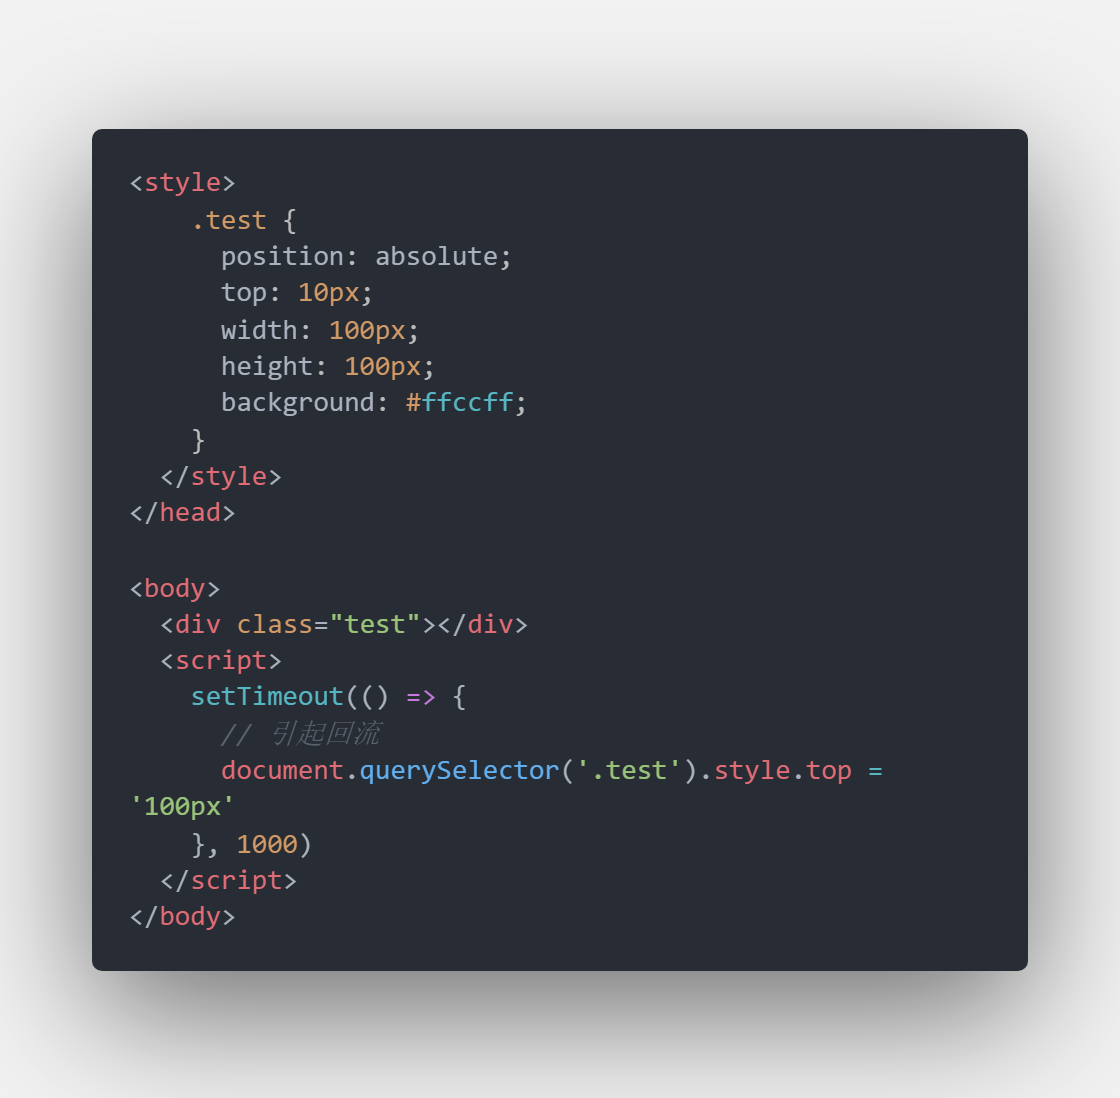 <style>
    .test {
      position: absolute;
      top: 10px;
      width: 100px;
      height: 100px;
      background: #ffccff;
    }
  </style>
</head>

<body>
  <div class="test"></div>
  <script>
    setTimeout(() => {
      // 引起回流
      document.querySelector('.test').style.top =
'100px'
    }, 1000)
  </script>
</body>